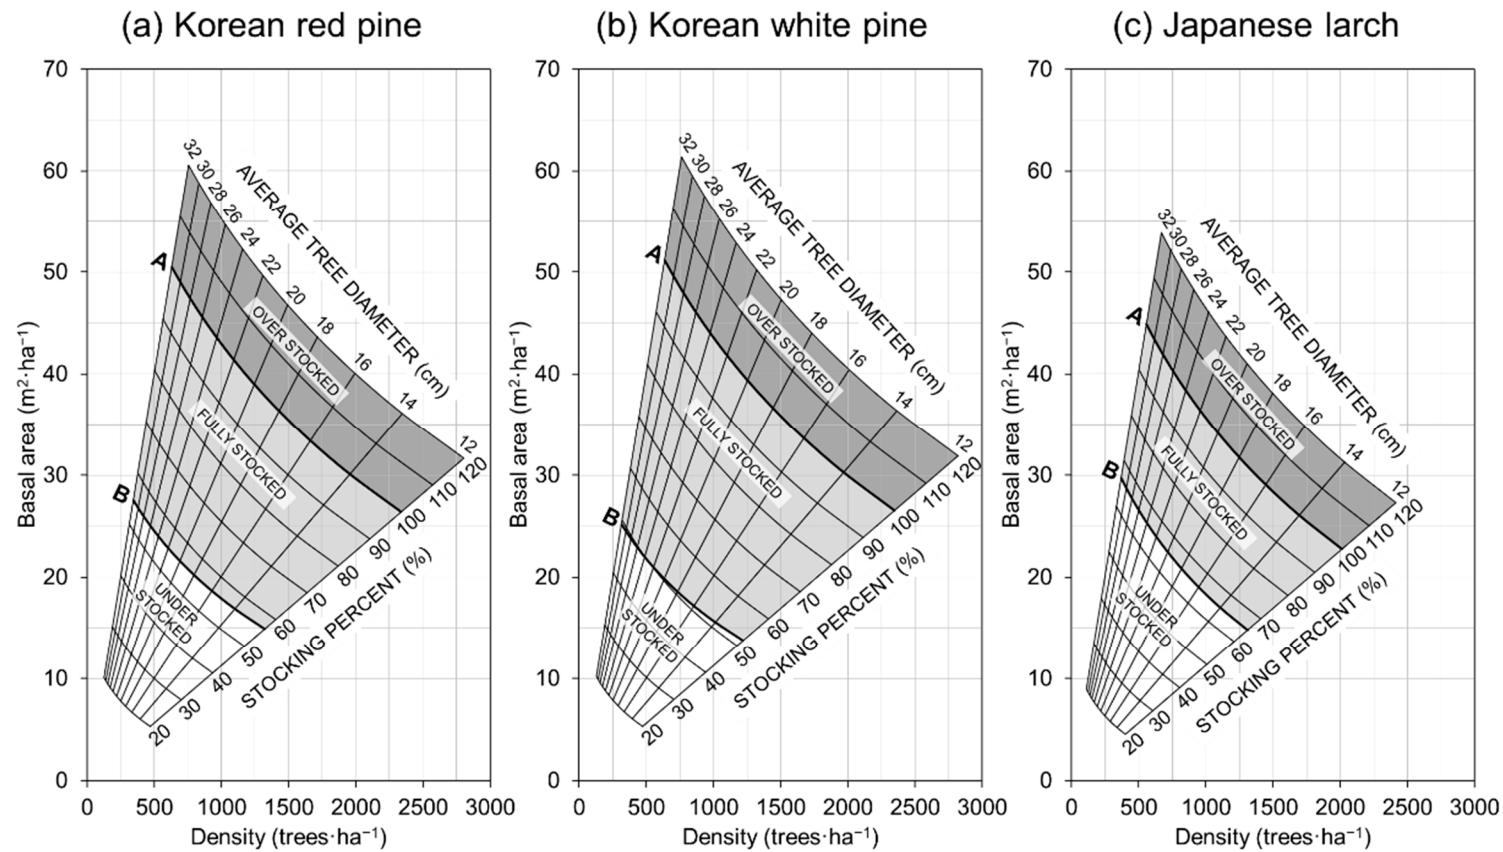 (a) Korean red pine
70
60
50
40
30
20
10
0
0 500 1000 1500 2000 2500 3000
Basal area (m²·ha⁻¹)
Density (trees·ha⁻¹)
32 30 28 26 24 22 20 18 16 14 12
AVERAGE TREE DIAMETER (cm)
A
B
OVER STOCKED
FULLY STOCKED
UNDER
STOCKED
120 110 100 90 80 70 60 50 40 30 20
STOCKING PERCENT (%)
(b) Korean white pine
70
60
50
40
30
20
10
0
0 500 1000 1500 2000 2500 3000
Basal area (m²·ha⁻¹)
Density (trees·ha⁻¹)
32 30 28 26 24 22 20 18 16 14 12
AVERAGE TREE DIAMETER (cm)
A
B
OVER STOCKED
FULLY STOCKED
UNDER
STOCKED
120 110 100 90 80 70 60 50 40 30 20
STOCKING PERCENT (%)
(c) Japanese larch
70
60
50
40
30
20
10
0
0 500 1000 1500 2000 2500 3000
Basal area (m²·ha⁻¹)
Density (trees·ha⁻¹)
32 30 28 26 24 22 20 18 16 14 12
AVERAGE TREE DIAMETER (cm)
A
B
OVER STOCKED
FULLY STOCKED
UNDER
STOCKED
120 110 100 90 80 70 60 50 40 30 20
STOCKING PERCENT (%)